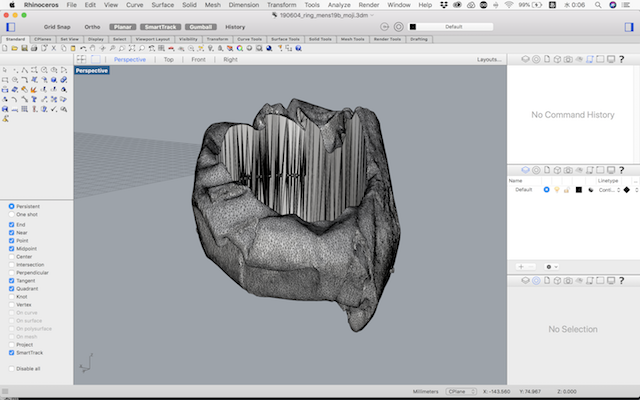 Rhinoceros File Edit View Curve Surface Solid Mesh Dimension Transform Tools Analyze Render Window Help 99% 水 0:06
190604_ring_mens19b_moji.3dm
Grid Snap Ortho Planar SmartTrack Gumball History Default
Standard CPlanes Set View Display Select Viewport Layout Visibility Transform Curve Tools Surface Tools Solid Tools Mesh Tools Render Tools Drafting
Perspective Top Front Right Layouts...
Perspective
No Command History
Name Linetype
Default Conti...
Persistent
One shot
End
Near
Point
Midpoint
Center
Intersection
Perpendicular
Tangent
Quadrant
Knot
Vertex
On curve
On surface
On polysurface
On mesh
Project
SmartTrack
Disable all
No Selection
Millimeters CPlane X: -143.560 Y: 74.967 Z: 0.000